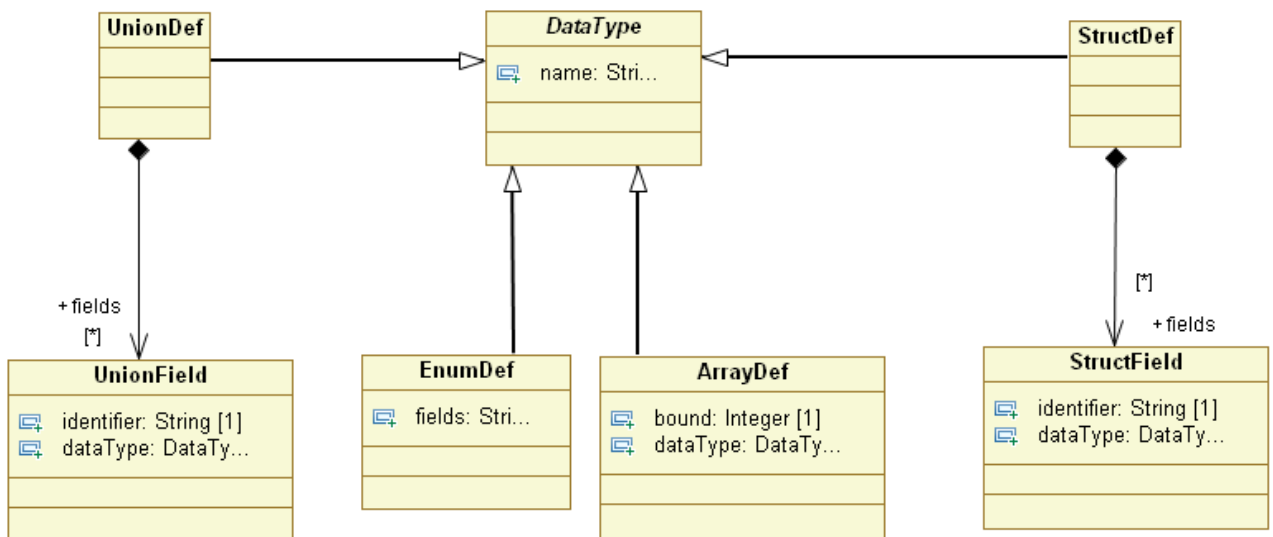 UnionDef
DataType
name: Stri...
StructDef
+ fields
[*]
[*]
+ fields
UnionField
identifier: String [1]
dataType: DataTy...
EnumDef
fields: Stri...
ArrayDef
bound: Integer [1]
dataType: DataTy...
StructField
identifier: String [1]
dataType: DataTy...